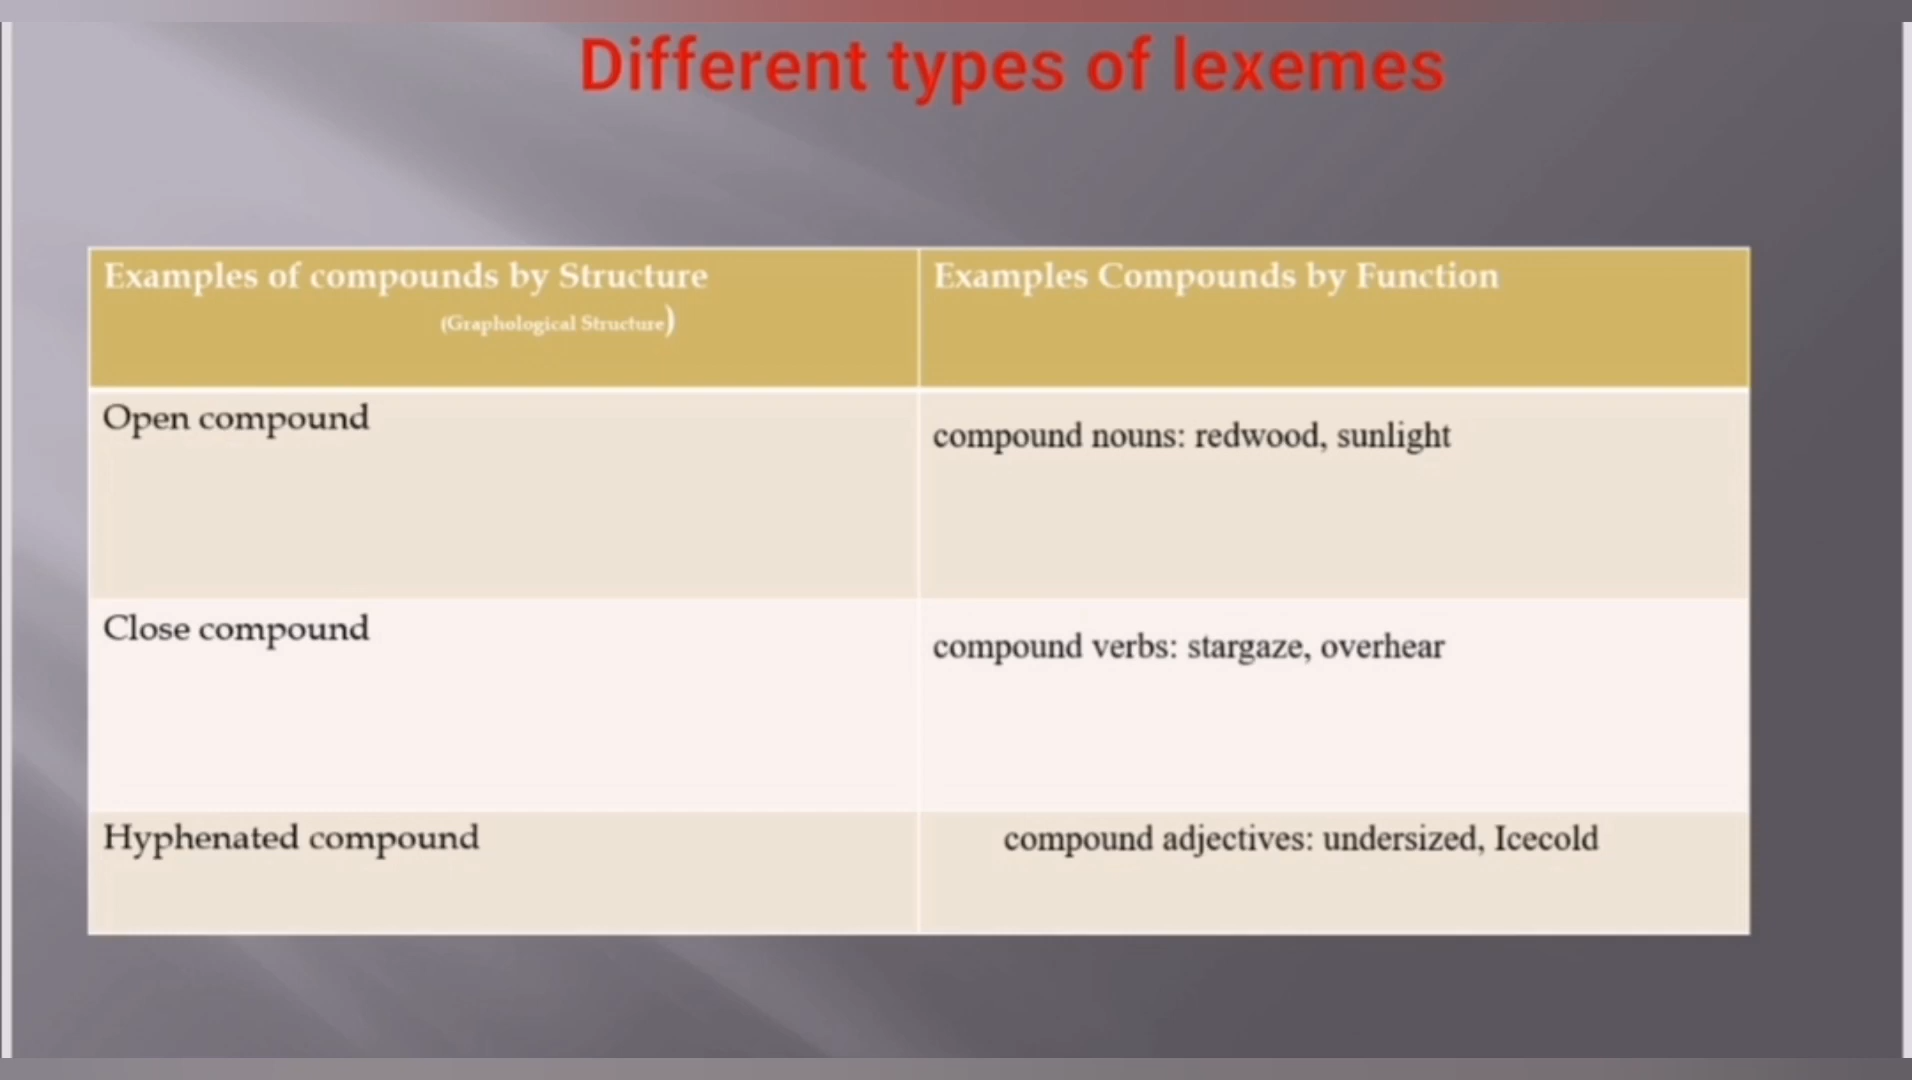 Different types of lexemes
Examples of compounds by Structure
(Graphological Structure)
Examples Compounds by Function
Open compound
compound nouns: redwood, sunlight
Close compound
compound verbs: stargaze, overhear
Hyphenated compound
compound adjectives: undersized, Icecold